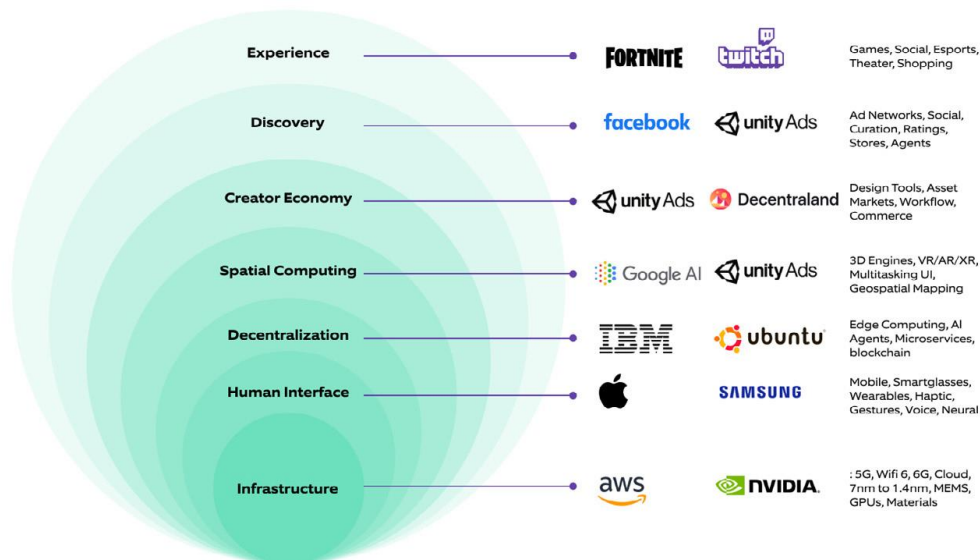 Experience
FORTNITE
twitch
Games, Social, Esports,
Theater, Shopping
Discovery
facebook
unity Ads
Ad Networks, Social,
Curation, Ratings,
Stores, Agents
Creator Economy
unity Ads
Decentraland
Design Tools, Asset
Markets, Workflow,
Commerce
Spatial Computing
Google AI
unity Ads
3D Engines, VR/AR/XR,
Multitasking UI,
Geospatial Mapping
Decentralization
IBM
ubuntu
Edge Computing, AI
Agents, Microservices,
blockchain
Human Interface
SAMSUNG
Mobile, Smartglasses,
Wearables, Haptic,
Gestures, Voice, Neural
Infrastructure
aws
NVIDIA.
: 5G, Wifi 6, 6G, Cloud,
7nm to 1.4nm, MEMS,
GPUs, Materials